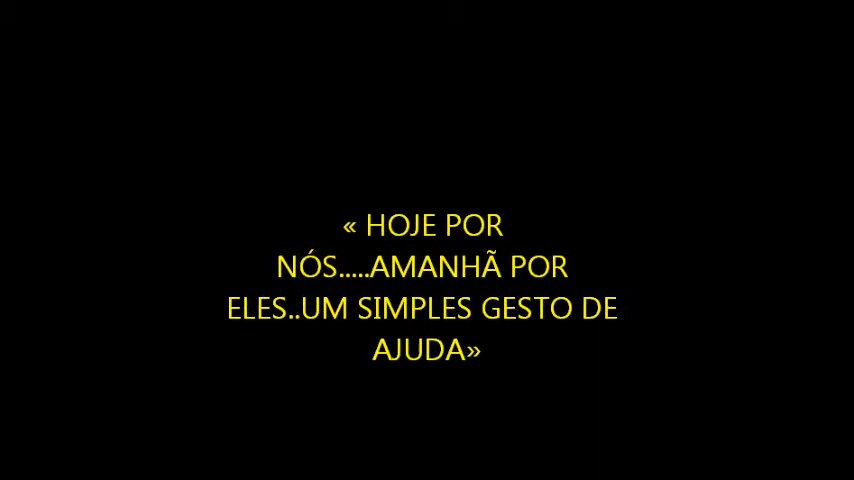 « HOJE POR
NÓS.....AMANHÃ POR
ELES..UM SIMPLES GESTO DE
AJUDA»